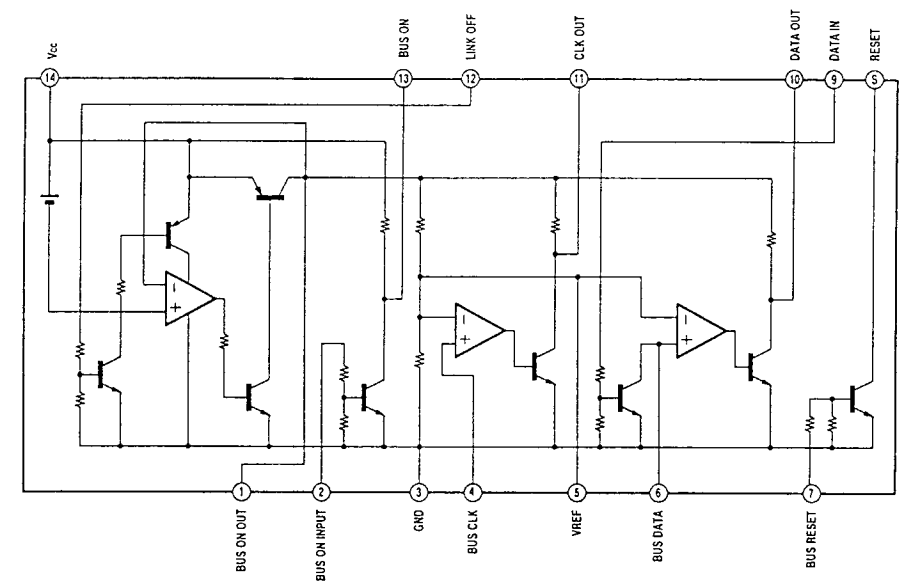 Vcc
BUS ON
LINK OFF
CLK OUT
DATA OUT
DATA IN
RESET
14
13
12
11
10
9
S
-
+
-
+
-
+
1
2
3
4
5
6
7
BUS ON OUT
BUS ON INPUT
GND
BUS CLK
VREF
BUS DATA
BUS RESET